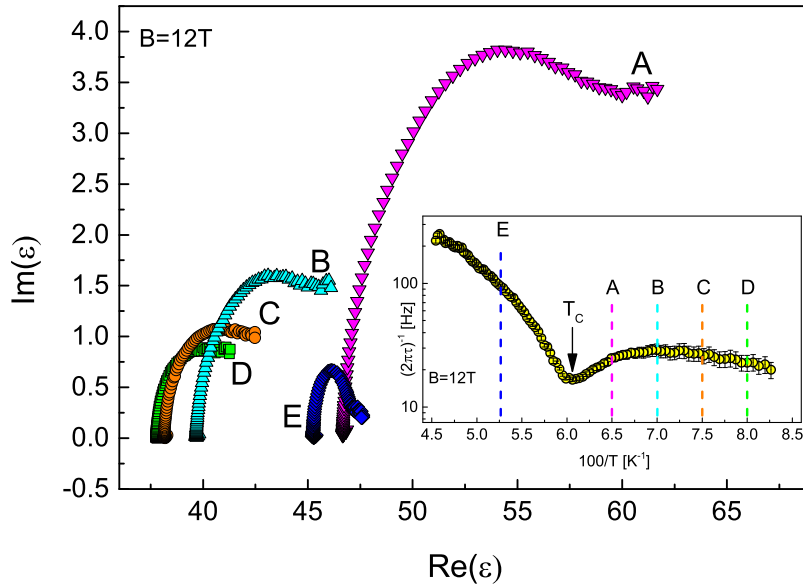 B=12T
A
B
C
D
E
4.0
3.5
3.0
2.5
2.0
1.5
1.0
0.5
0.0
-0.5
Im(ε)
40 45 50 55 60 65
Re(ε)
E
T_C
A B C D
100
10
(2πτ)^-1 [Hz]
B=12T
4.5 5.0 5.5 6.0 6.5 7.0 7.5 8.0 8.5
100/T [K^-1]